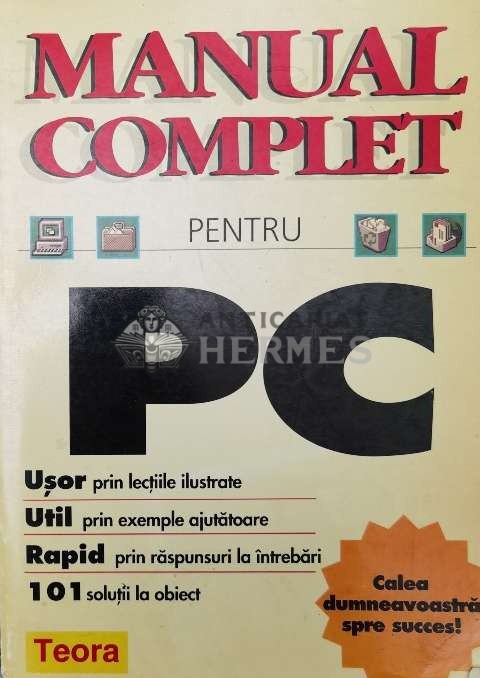 MANUAL
COMPLET
PENTRU
PC
ANTICARIAT
HERMES
Ușor prin lecțiile ilustrate
Util prin exemple ajutătoare
Rapid prin răspunsuri la întrebări
101 soluții la obiect
Calea
dumneavoastră
spre succes!
Teora